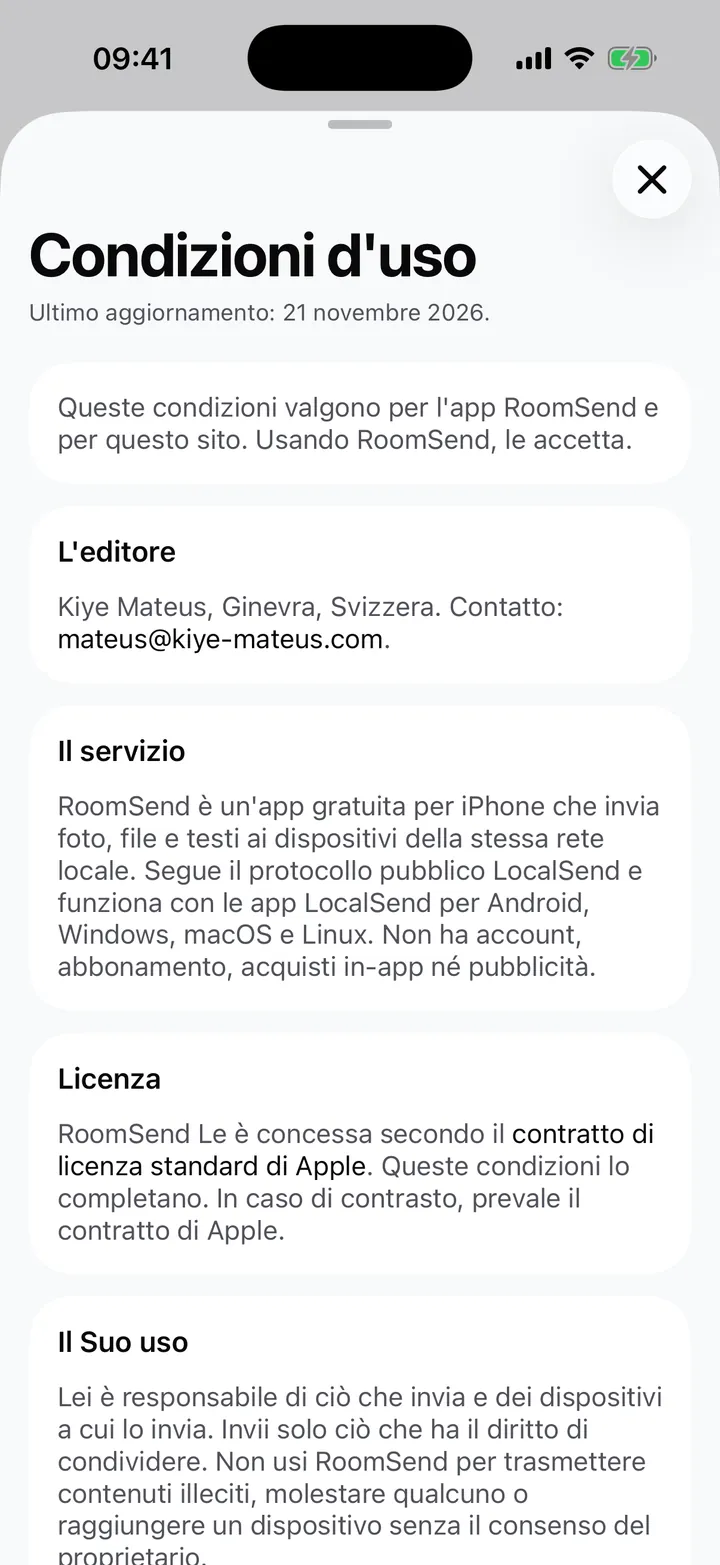 09:41
Condizioni d'uso
Ultimo aggiornamento: 21 novembre 2026.
Queste condizioni valgono per l'app RoomSend e
per questo sito. Usando RoomSend, le accetta.
L'editore
Kiye Mateus, Ginevra, Svizzera. Contatto:
mateus@kiye-mateus.com.
Il servizio
RoomSend è un'app gratuita per iPhone che invia
foto, file e testi ai dispositivi della stessa rete
locale. Segue il protocollo pubblico LocalSend e
funziona con le app LocalSend per Android,
Windows, macOS e Linux. Non ha account,
abbonamento, acquisti in-app né pubblicità.
Licenza
RoomSend Le è concessa secondo il contratto di
licenza standard di Apple. Queste condizioni lo
completano. In caso di contrasto, prevale il
contratto di Apple.
Il Suo uso
Lei è responsabile di ciò che invia e dei dispositivi
a cui lo invia. Invii solo ciò che ha il diritto di
condividere. Non usi RoomSend per trasmettere
contenuti illeciti, molestare qualcuno o
raggiungere un dispositivo senza il consenso del
proprietario.